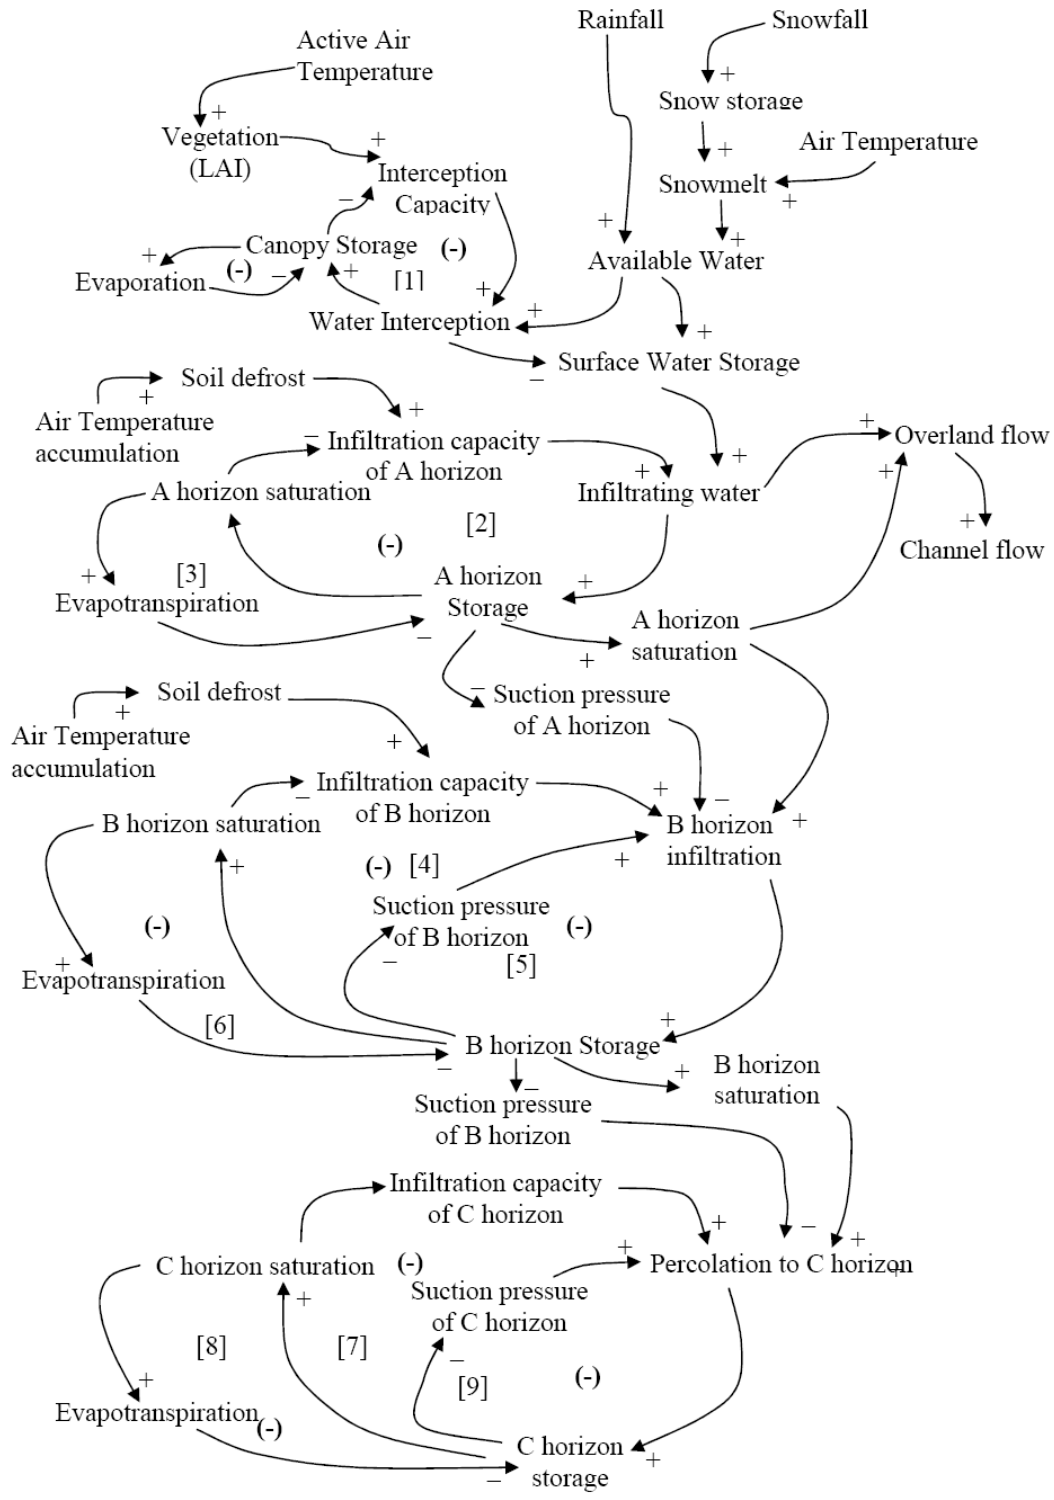 Rainfall
Snowfall
Active Air
Temperature
+
Snow storage
+
Vegetation
(LAI)
+
+
Air Temperature
Interception
Capacity
Snowmelt
+
–
+
+
Canopy Storage
(-)
+
Available Water
Evaporation
(-)
–
+
[1]
+
+
Water Interception
+
–
Surface Water Storage
Soil defrost
+
Air Temperature
accumulation
+
–
Infiltration capacity
of A horizon
+
Overland flow
+
+
+
A horizon saturation
Infiltrating water
[2]
+
(-)
Channel flow
+
[3]
A horizon
Storage
+
Evapotranspiration
–
A horizon
saturation
+
Soil defrost
+
–
Suction pressure
of A horizon
Air Temperature
accumulation
+
Infiltration capacity
of B horizon
–
+
–
+
B horizon saturation
B horizon
infiltration
+
(-)
[4]
+
Suction pressure
of B horizon
(-)
(-)
–
[5]
+
Evapotranspiration
[6]
+
B horizon Storage
–
+
B horizon
saturation
–
Suction pressure
of B horizon
Infiltration capacity
of C horizon
+
–
+
+
Percolation to C horizon
+
C horizon saturation
(-)
Suction pressure
of C horizon
+
[8]
[7]
–
[9]
(-)
+
Evapotranspiration
(-)
C horizon
storage
+
–